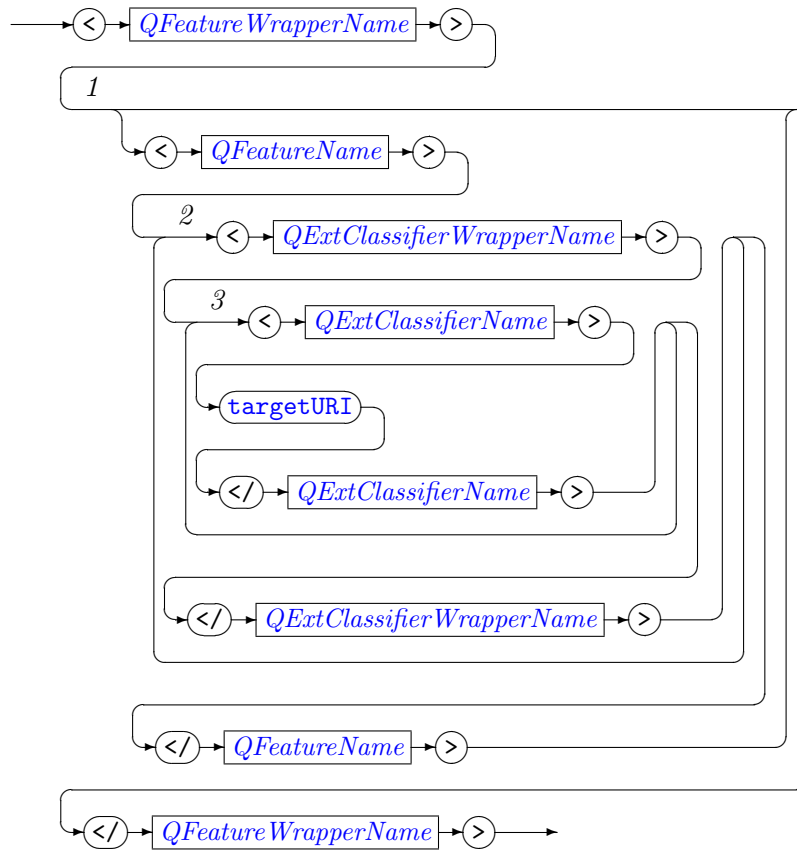 < QFeatureWrapperName >
1
< QFeatureName >
2 < QExtClassifierWrapperName >
3 < QExtClassifierName >
targetURI
</ QExtClassifierName >
</ QExtClassifierWrapperName >
</ QFeatureName >
</ QFeatureWrapperName >